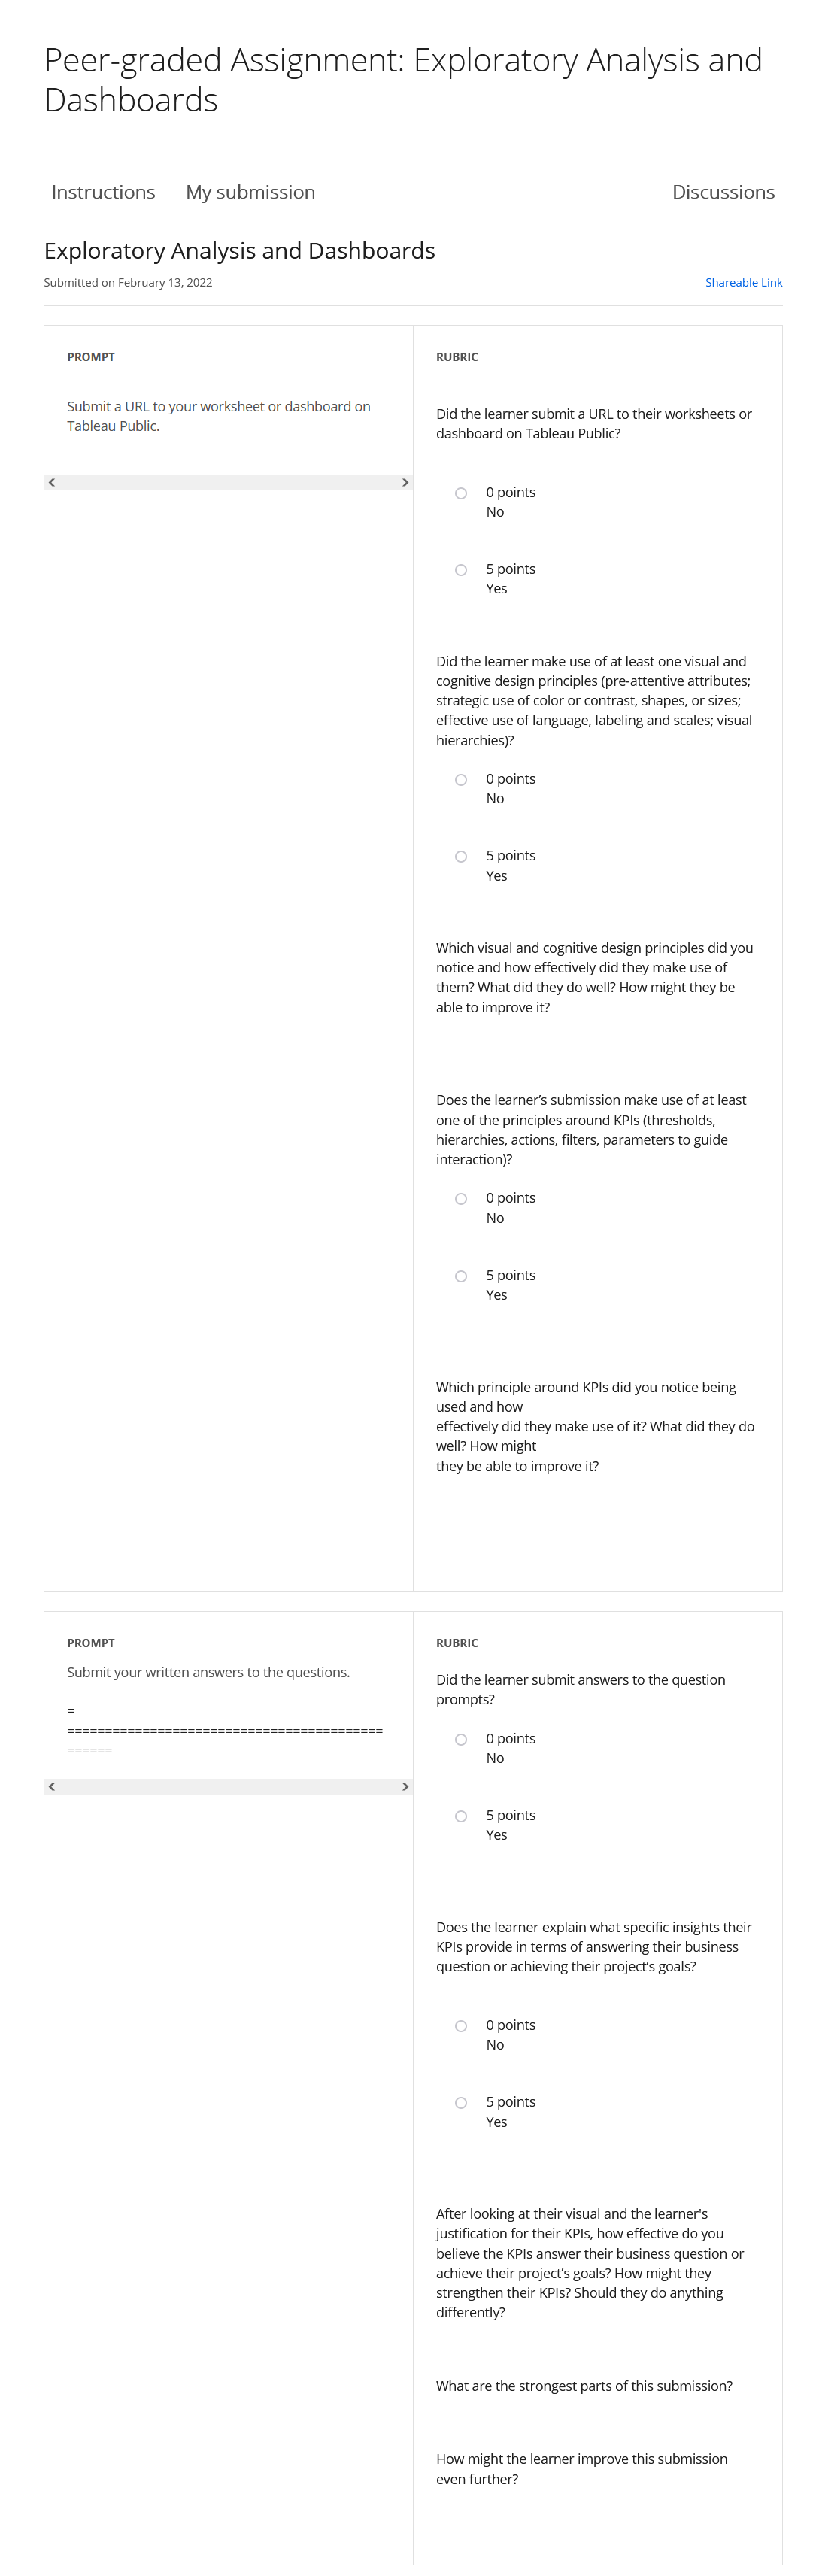 Peer-graded Assignment: Exploratory Analysis and
Dashboards
Instructions My submission Discussions
Exploratory Analysis and Dashboards
Submitted on February 13, 2022 Shareable Link
PROMPT
Submit a URL to your worksheet or dashboard on
Tableau Public.
RUBRIC
Did the learner submit a URL to their worksheets or
dashboard on Tableau Public?
0 points
No
5 points
Yes
Did the learner make use of at least one visual and
cognitive design principles (pre-attentive attributes;
strategic use of color or contrast, shapes, or sizes;
effective use of language, labeling and scales; visual
hierarchies)?
0 points
No
5 points
Yes
Which visual and cognitive design principles did you
notice and how effectively did they make use of
them? What did they do well? How might they be
able to improve it?
Does the learner’s submission make use of at least
one of the principles around KPIs (thresholds,
hierarchies, actions, filters, parameters to guide
interaction)?
0 points
No
5 points
Yes
Which principle around KPIs did you notice being
used and how
effectively did they make use of it? What did they do
well? How might
they be able to improve it?
PROMPT
Submit your written answers to the questions.
=
==========================================
======
RUBRIC
Did the learner submit answers to the question
prompts?
0 points
No
5 points
Yes
Does the learner explain what specific insights their
KPIs provide in terms of answering their business
question or achieving their project’s goals?
0 points
No
5 points
Yes
After looking at their visual and the learner's
justification for their KPIs, how effective do you
believe the KPIs answer their business question or
achieve their project’s goals? How might they
strengthen their KPIs? Should they do anything
differently?
What are the strongest parts of this submission?
How might the learner improve this submission
even further?